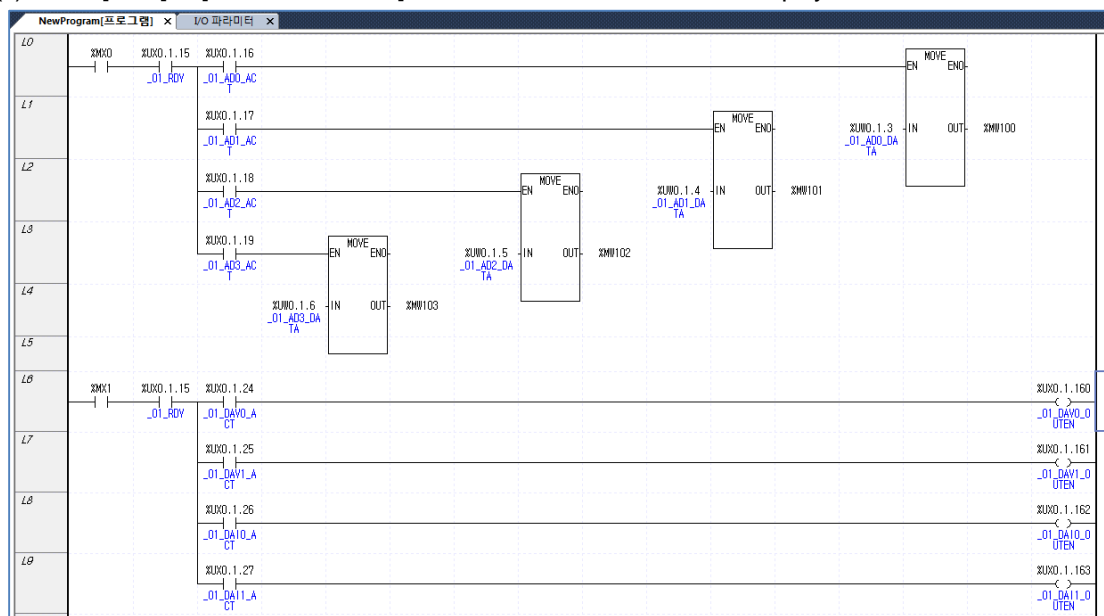 NewProgram[프로그램] × I/O 파라미터 ×
L0
%MX0 %UX0.1.15 %UX0.1.16
_01_RDY _01_AD0_AC
T
MOVE
EN ENO
L1
%UX0.1.17
_01_AD1_AC
T
MOVE
EN ENO
%UW0.1.3 IN OUT %MW100
_01_AD0_DA
TA
L2
%UX0.1.18
_01_AD2_AC
T
MOVE
EN ENO
%UW0.1.4 IN OUT %MW101
_01_AD1_DA
TA
L3
%UX0.1.19
_01_AD3_AC
T
MOVE
EN ENO
%UW0.1.5 IN OUT %MW102
_01_AD2_DA
TA
L4
%UW0.1.6 IN OUT %MW103
_01_AD3_DA
TA
L5
L6
%MX1 %UX0.1.15 %UX0.1.24 %UX0.1.160
_01_RDY _01_DAV0_A _01_DAV0_O
CT UTEN
L7
%UX0.1.25 %UX0.1.161
_01_DAV1_A _01_DAV1_O
CT UTEN
L8
%UX0.1.26 %UX0.1.162
_01_DAI0_A _01_DAI0_O
CT UTEN
L9
%UX0.1.27 %UX0.1.163
_01_DAI1_A _01_DAI1_O
CT UTEN